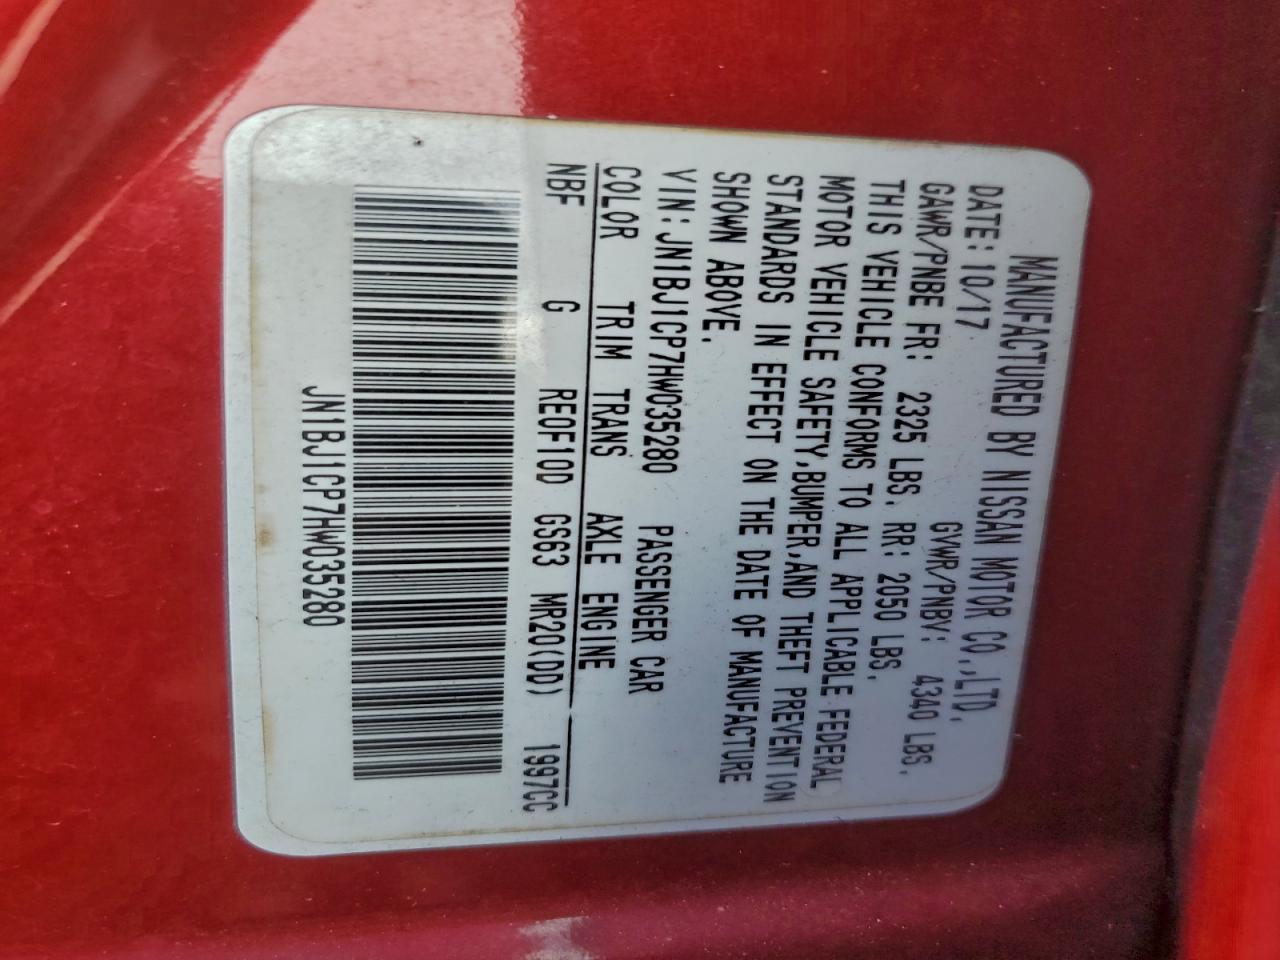 MANUFACTURED BY NISSAN MOTOR CO.,LTD.
DATE: 10/17 GVWR/PNBV: 4340 LBS.
GAWR/PNBE FR: 2325 LBS. RR: 2050 LBS.
THIS VEHICLE CONFORMS TO ALL APPLICABLE FEDERAL
MOTOR VEHICLE SAFETY,BUMPER,AND THEFT PREVENTION
STANDARDS IN EFFECT ON THE DATE OF MANUFACTURE
SHOWN ABOVE.
VIN: JN1BJ1CP7HW035280 PASSENGER CAR
COLOR TRIM TRANS AXLE ENGINE
NBF G REOF10D GS63 MR20(DD) 1997CC
JN1BJ1CP7HW035280